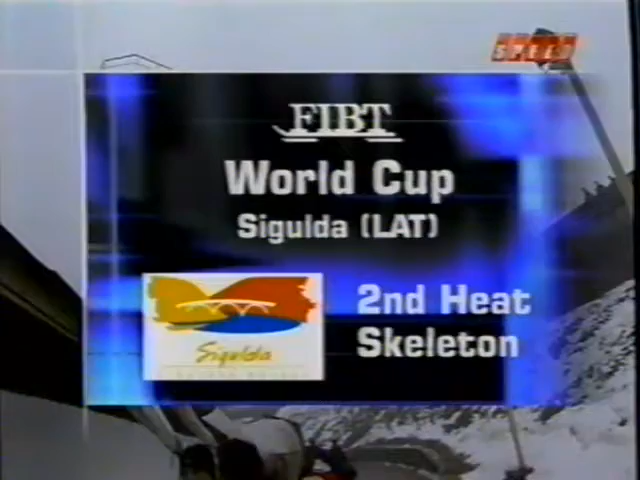 SPEED
FIBT
World Cup
Sigulda (LAT)
2nd Heat
Skeleton
Sigulda